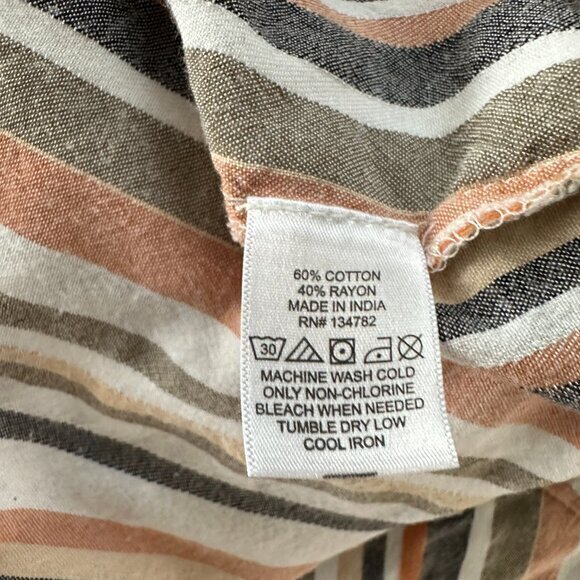 60% COTTON
40% RAYON
MADE IN INDIA
RN# 134782
30
MACHINE WASH COLD
ONLY NON-CHLORINE
BLEACH WHEN NEEDED
TUMBLE DRY LOW
COOL IRON